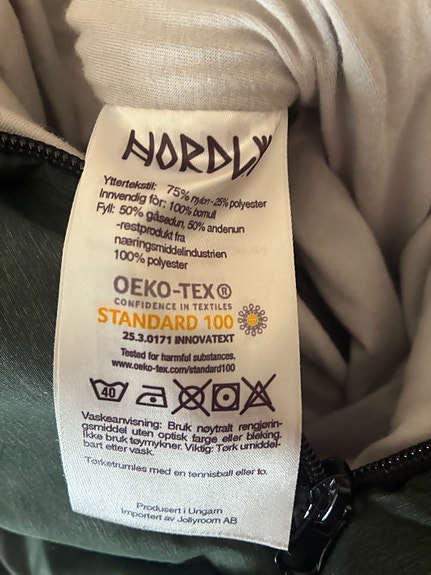 NORDLY
Yttertekstil: 75% nylon - 25% polyester
Innvendig fôr: 100% bomull
Fyll: 50% gåsedun, 50% andenun
-restprodukt fra
næringsmiddelindustrien
100% polyester
OEKO-TEX®
CONFIDENCE IN TEXTILES
STANDARD 100
25.3.0171 INNOVATEXT
Tested for harmful substances.
www.oeko-tex.com/standard100
40
Vaskeanvisning: Bruk nøytralt rengjørin-
gsmiddel uten optisk farge eller bleking.
Ikke bruk tøymykner. Viktig: Tørk umiddel-
bart etter vask.
Tørketrumles med en tennisball eller to.
Produsert i Ungarn
Importert av Jollyroom AB